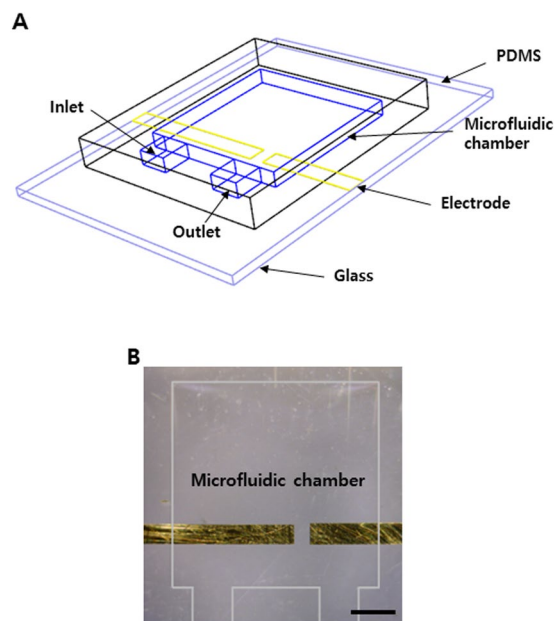 A
PDMS
Inlet
Microfluidic
chamber
Electrode
Outlet
Glass
B
Microfluidic chamber